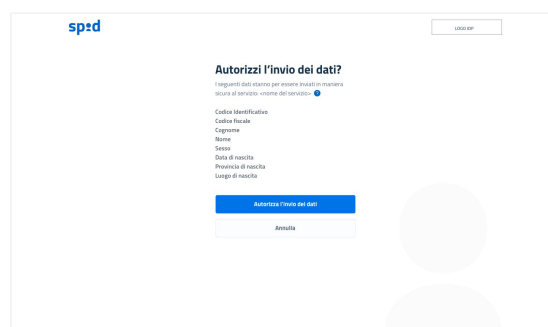 spid
LOGO IDP
Autorizzi l'invio dei dati?
I seguenti dati stanno per essere inviati in maniera
sicura al servizio: «nome del servizio» ?
Codice Identificativo
Codice fiscale
Cognome
Nome
Sesso
Data di nascita
Provincia di nascita
Luogo di nascita
Autorizza l'invio dei dati
Annulla